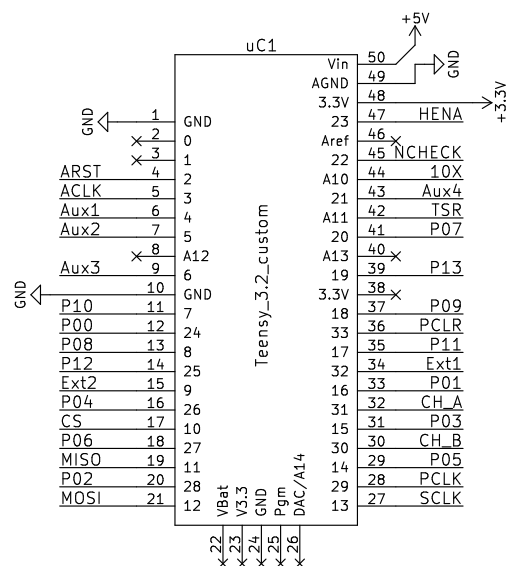 +5V
uC1
Vin 50
AGND 49 GND
3.3V 48 +3.3V
GND 1 GND 23 47 HENA
2 0 Aref 46
3 1 22 45 NCHECK
ARST 4 2 A10 44 10X
ACLK 5 3 21 43 Aux4
Aux1 6 4 A11 42 TSR
Aux2 7 5 20 41 P07
8 A12 A13 40
Aux3 9 6 19 39 P13
GND 10 GND 3.3V 38
P10 11 7 18 37 P09
P00 12 24 33 36 PCLR
P08 13 8 17 35 P11
P12 14 25 32 34 Ext1
Ext2 15 9 16 33 P01
P04 16 26 31 32 CH_A
CS 17 10 15 31 P03
P06 18 27 30 30 CH_B
MISO 19 11 14 29 P05
P02 20 28 29 28 PCLK
MOSI 21 12 13 27 SCLK
Teensy_3.2_custom
VBat V3.3 GND Pgm DAC/A14
22 23 24 25 26